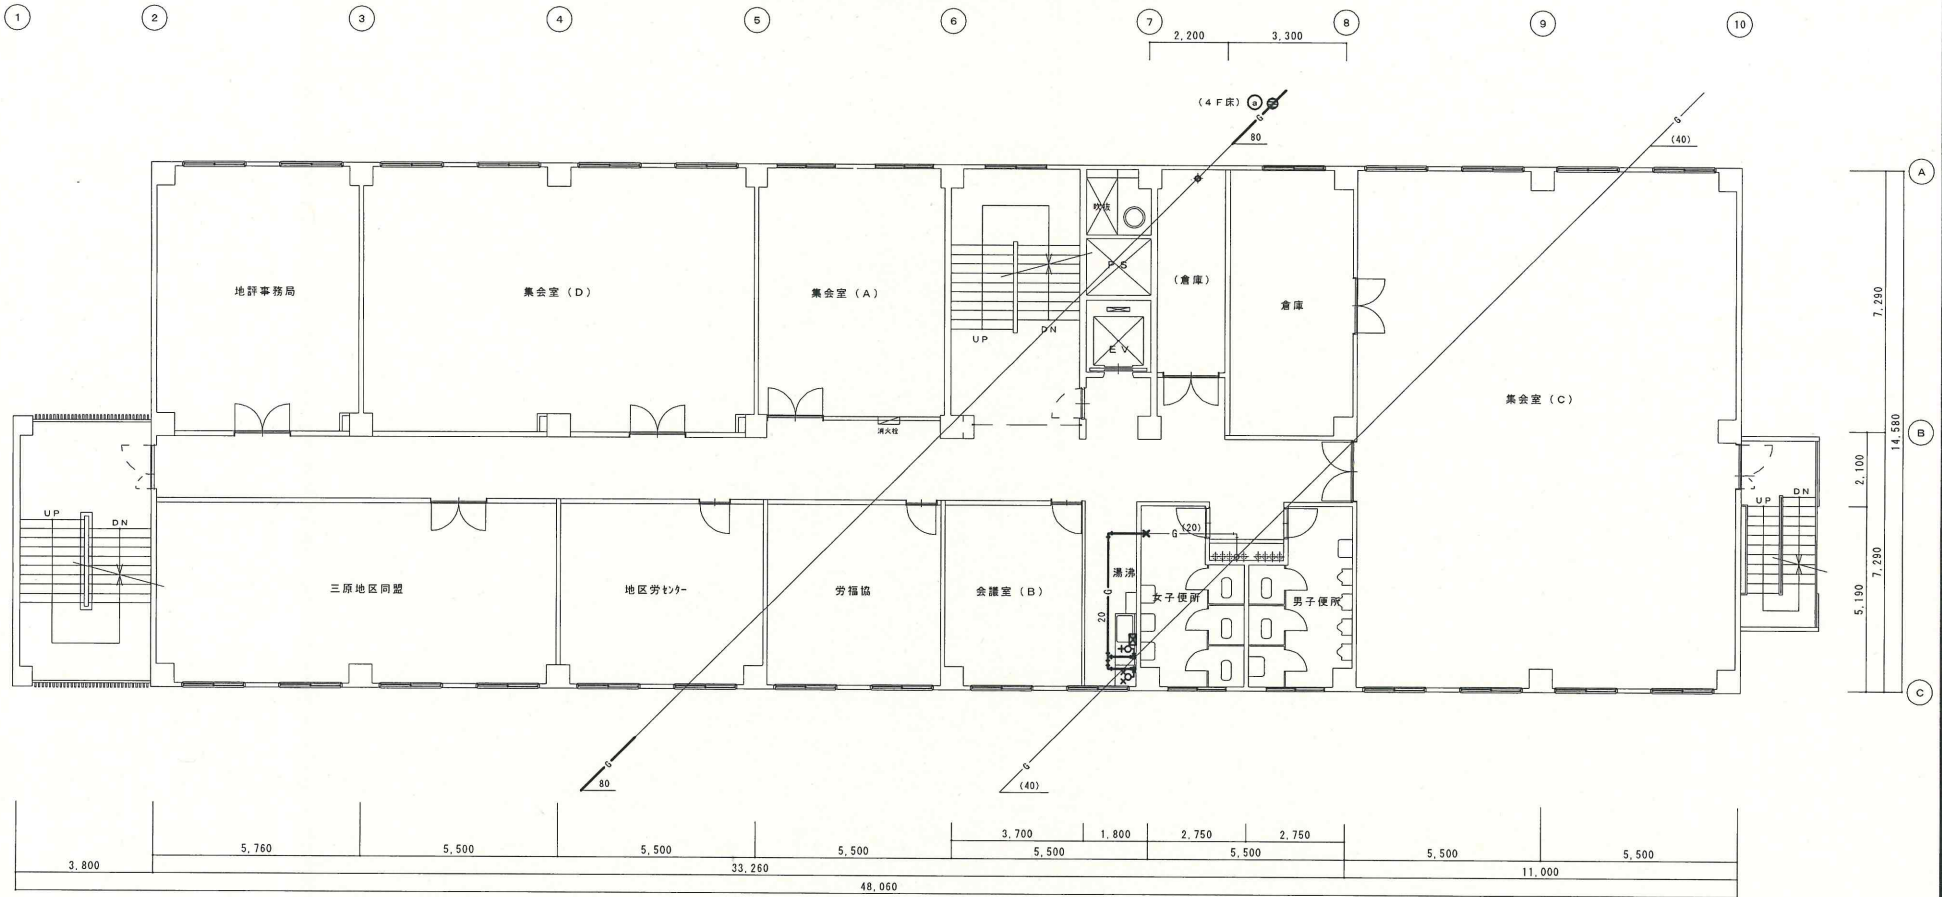 1 2 3 4 5 6 7 8 9 10
2,200 3,300
(4F床) a
G
80
G
(40)
A
吹抜
PS
(倉庫)
倉庫
地評事務局
集会室(D)
集会室(A)
UP
DN
EV
集会室(C)
7,290
14,580
消火栓
B
2,100
UP
DN
UP
DN
G
(20)
湯沸
G
20
三原地区同盟
地区労センター
労福協
会議室(B)
女子便所
男子便所
5,190
7,290
C
G
80
G
(40)
3,700 1,800 2,750 2,750
5,760 5,500 5,500 5,500 5,500 5,500 5,500 5,500
3,800 33,260 11,000
48,060